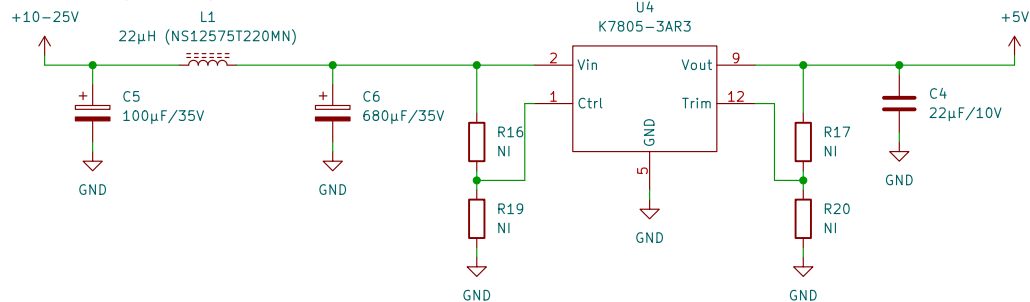 +10-25V
L1
22µH (NS12575T220MN)
U4
K7805-3AR3
+5V
2
Vin
Vout
9
+
C5
100µF/35V
+
C6
680µF/35V
1
Ctrl
Trim
12
C4
22µF/10V
GND
R16
NI
R17
NI
5
GND
GND
GND
R19
NI
R20
NI
GND
GND
GND